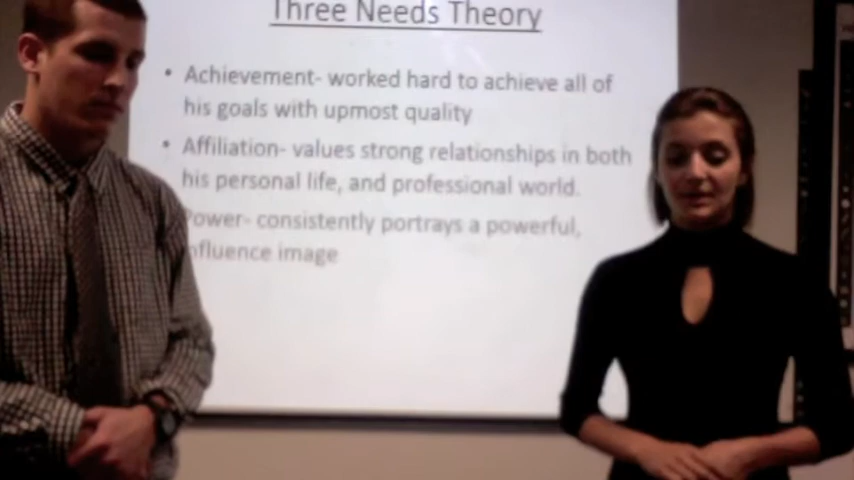 Three Needs Theory
• Achievement- worked hard to achieve all of
his goals with upmost quality
• Affiliation- values strong relationships in both
his personal life, and professional world.
Power- consistently portrays a powerful,
nfluence image